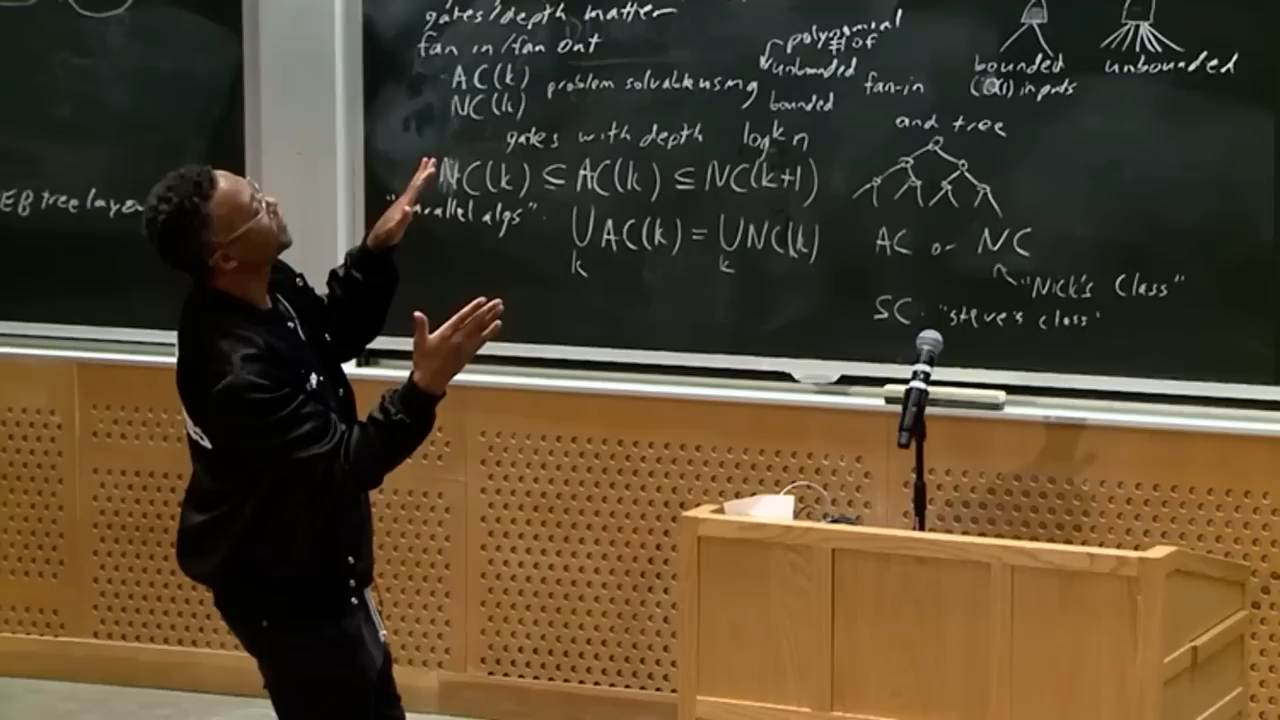 gates/depth matter
fan in/fan out
AC(k)
NC(k)
problem solvable using
polynomial
# of
unbounded
bounded
fan-in
gates with depth log^k n
NC(k) ⊆ AC(k) ⊆ NC(k+1)
"parallel algs".
⋃ AC(k) = ⋃ NC(k)
k k
bounded
(O(1)) inputs
unbounded
and tree
AC or NC
"Nick's Class"
SC. "Steve's class"
EB tree layer